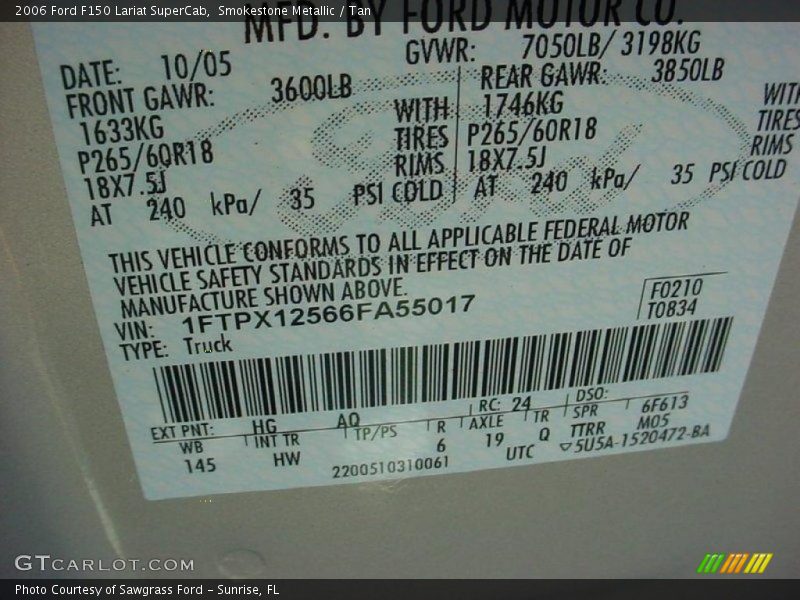 2006 Ford F150 Lariat SuperCab, Smokestone Metallic / Tan
MFD. BY FORD MOTOR CO.
DATE: 10/05 GVWR: 7050LB/ 3198KG
FRONT GAWR: 3600LB REAR GAWR: 3850LB
1633KG WITH 1746KG WITH
P265/60R18 TIRES P265/60R18 TIRES
18X7.5J RIMS 18X7.5J RIMS
AT 240 kPa/ 35 PSI COLD AT 240 kPa/ 35 PSI COLD
THIS VEHICLE CONFORMS TO ALL APPLICABLE FEDERAL MOTOR
VEHICLE SAFETY STANDARDS IN EFFECT ON THE DATE OF
MANUFACTURE SHOWN ABOVE.
VIN: 1FTPX12566FA55017 F0210
TYPE: Truck T0834
EXT PNT: HG AQ RC: 24 DSO:
WB INT TR TP/PS R AXLE TR SPR 6F613
145 HW 6 19 Q TTRR M05
2200510310061 UTC ▽5U5A-1520472-BA
GTCARLOT.COM
Photo Courtesy of Sawgrass Ford – Sunrise, FL